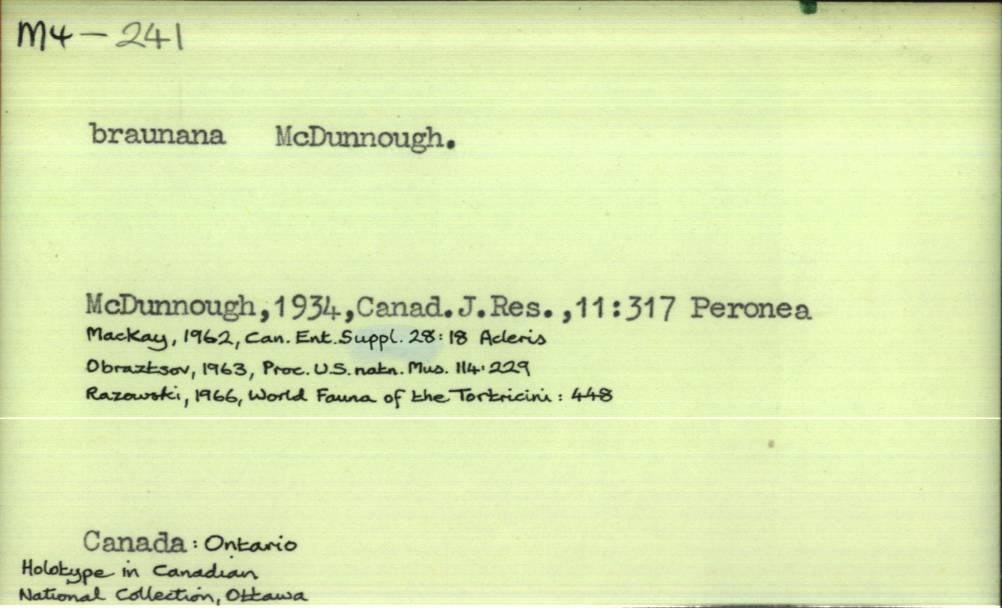 M4-241
braunana McDunnough.
McDunnough,1934,Canad.J.Res.,11:317 Peronea
MacKay, 1962, Can. Ent. Suppl. 28: 18 Acleris
Obraztsov, 1963, Proc. U.S. natn. Mus. 114: 229
Razowski, 1966, World Fauna of the Tortricini: 448
Canada: Ontario
Holotype in Canadian
National Collection, Ottawa